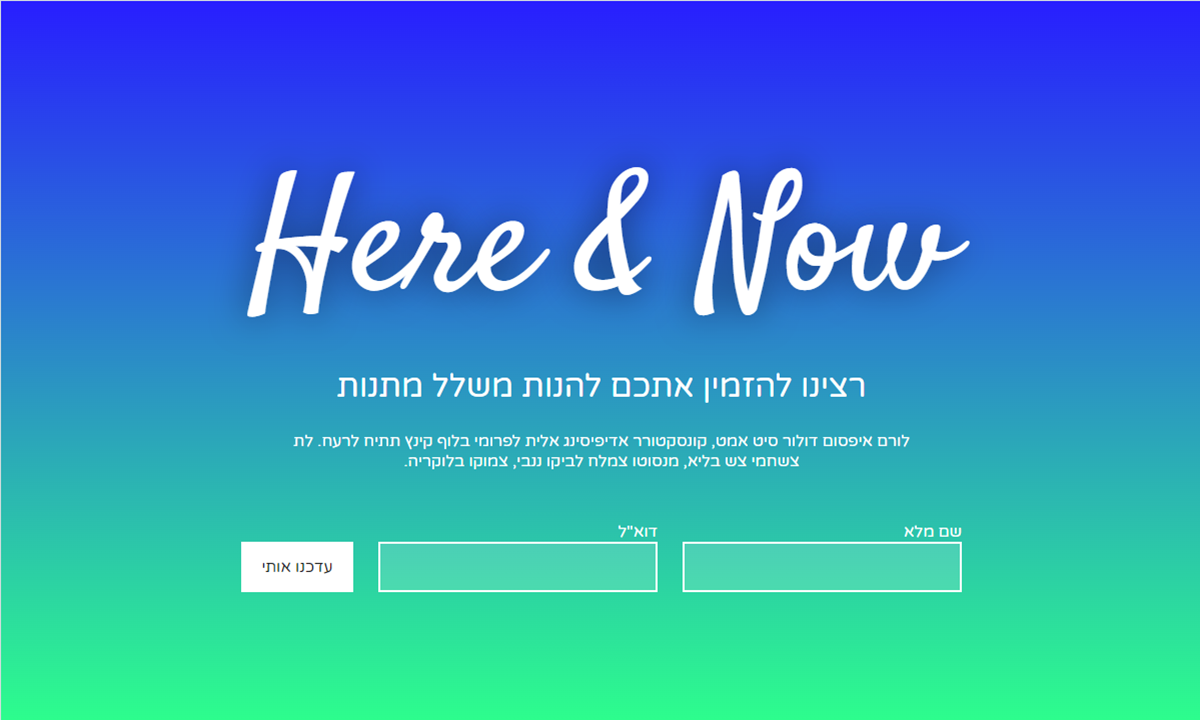 Here & Now
רצינו להזמין אתכם להנות משלל מתנות
לורם איפסום דולור סיט אמט, קונסקטורר אדיפיסינג אלית לפרומי בלוף קינץ תתיח לרעח. לת
צשחמי צש בליא, מנסוטו צמלח לביקו ננבי, צמוקו בלוקריה.
שם מלא
דוא"ל
עדכנו אותי